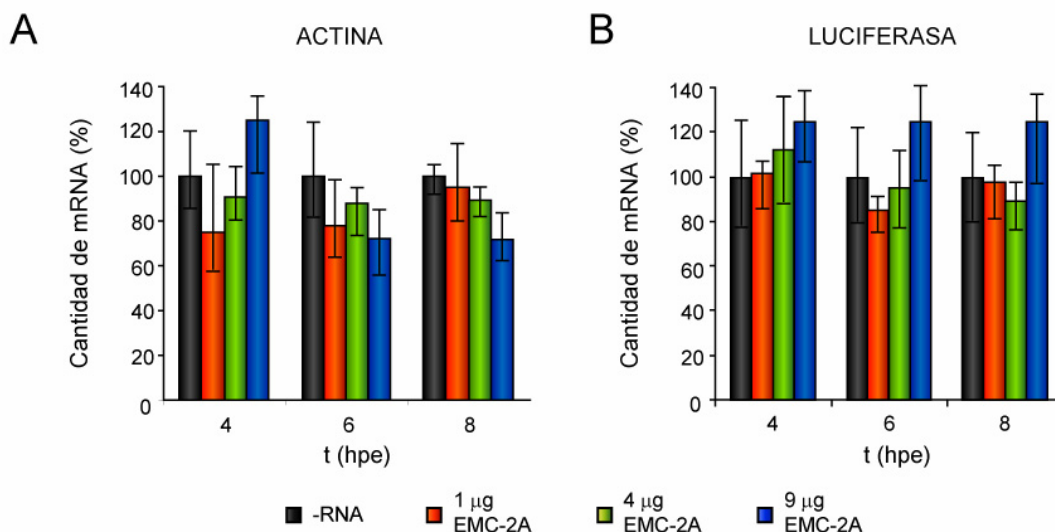 A
ACTINA
Cantidad de mRNA (%)
140
120
100
80
60
40
20
0
4
6
8
t (hpe)
B
LUCIFERASA
Cantidad de mRNA (%)
140
120
100
80
60
40
20
0
4
6
8
t (hpe)
-RNA
1 μg
EMC-2A
4 μg
EMC-2A
9 μg
EMC-2A